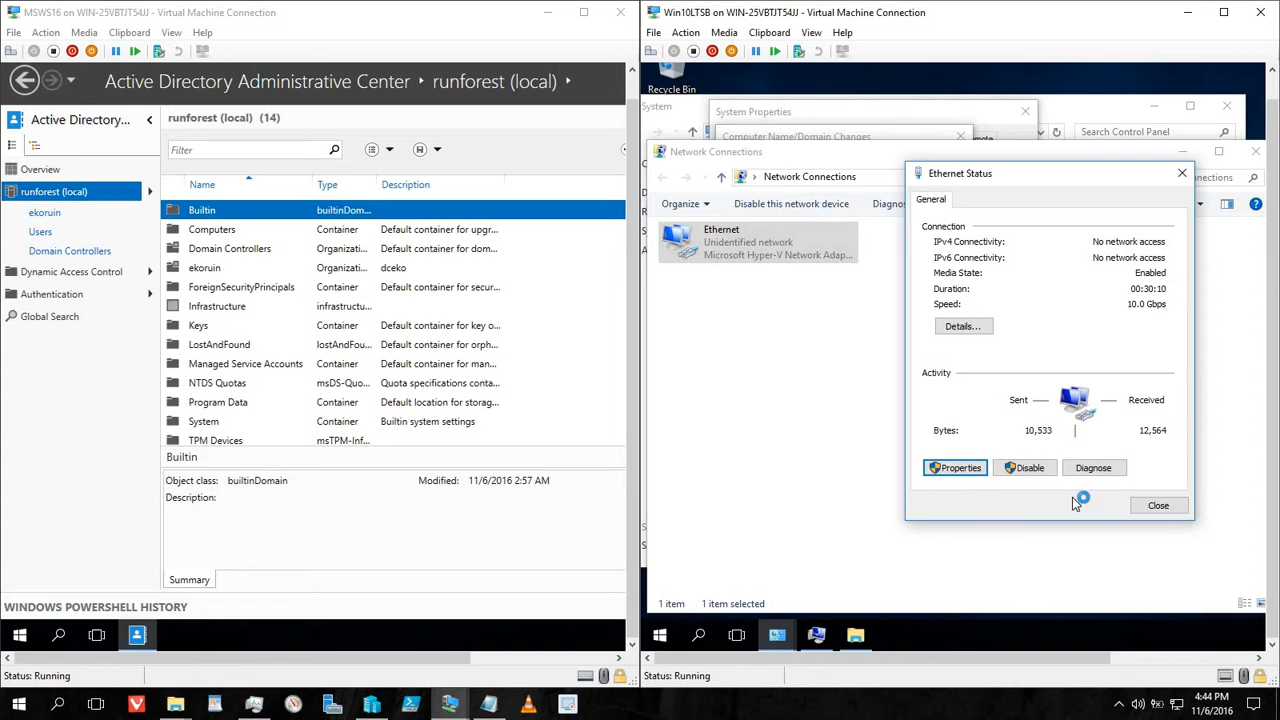 MSWS16 on WIN-25VBTJT54JJ - Virtual Machine Connection
File Action Media Clipboard View Help
Active Directory Administrative Center runforest (local)
Active Directory...
Overview
runforest (local)
ekoruin
Users
Domain Controllers
Dynamic Access Control
Authentication
Global Search
runforest (local) (14)
Filter
Name Type Description
Builtin builtinDom...
Computers Container Default container for upgr...
Domain Controllers Organizati... Default container for dom...
ekoruin Organizati... dceko
ForeignSecurityPrincipals Container Default container for secur...
Infrastructure infrastructu...
Keys Container Default container for key o...
LostAndFound lostAndFou... Default container for orph...
Managed Service Accounts Container Default container for man...
NTDS Quotas msDS-Quo... Quota specifications conta...
Program Data Container Default location for storag...
System Container Builtin system settings
TPM Devices msTPM-Inf...
Builtin
Object class: builtinDomain Modified: 11/6/2016 2:57 AM
Description:
Summary
WINDOWS POWERSHELL HISTORY
Status: Running
Win10LTSB on WIN-25VBTJT54JJ - Virtual Machine Connection
File Action Media Clipboard View Help
Recycle Bin
System
System Properties
Computer Name/Domain Changes
Search Control Panel
Network Connections
Network Connections
Organize Disable this network device
Ethernet
Unidentified network
Microsoft Hyper-V Network Adap...
Ethernet Status
General
Connection
IPv4 Connectivity: No network access
IPv6 Connectivity: No network access
Media State: Enabled
Duration: 00:30:10
Speed: 10.0 Gbps
Details...
Activity
Sent Received
Bytes: 10,533 12,564
Properties Disable Diagnose
Close
1 item 1 item selected
Status: Running
4:44 PM
11/6/2016